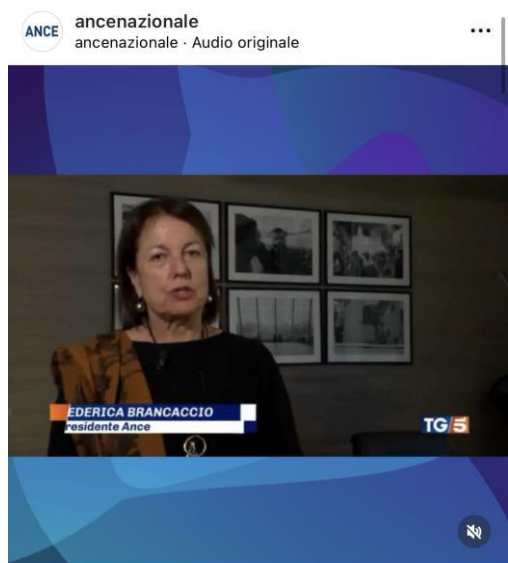 ANCE
ancenazionale
ancenazionale · Audio originale
EDERICA BRANCACCIO
residente Ance
TG5